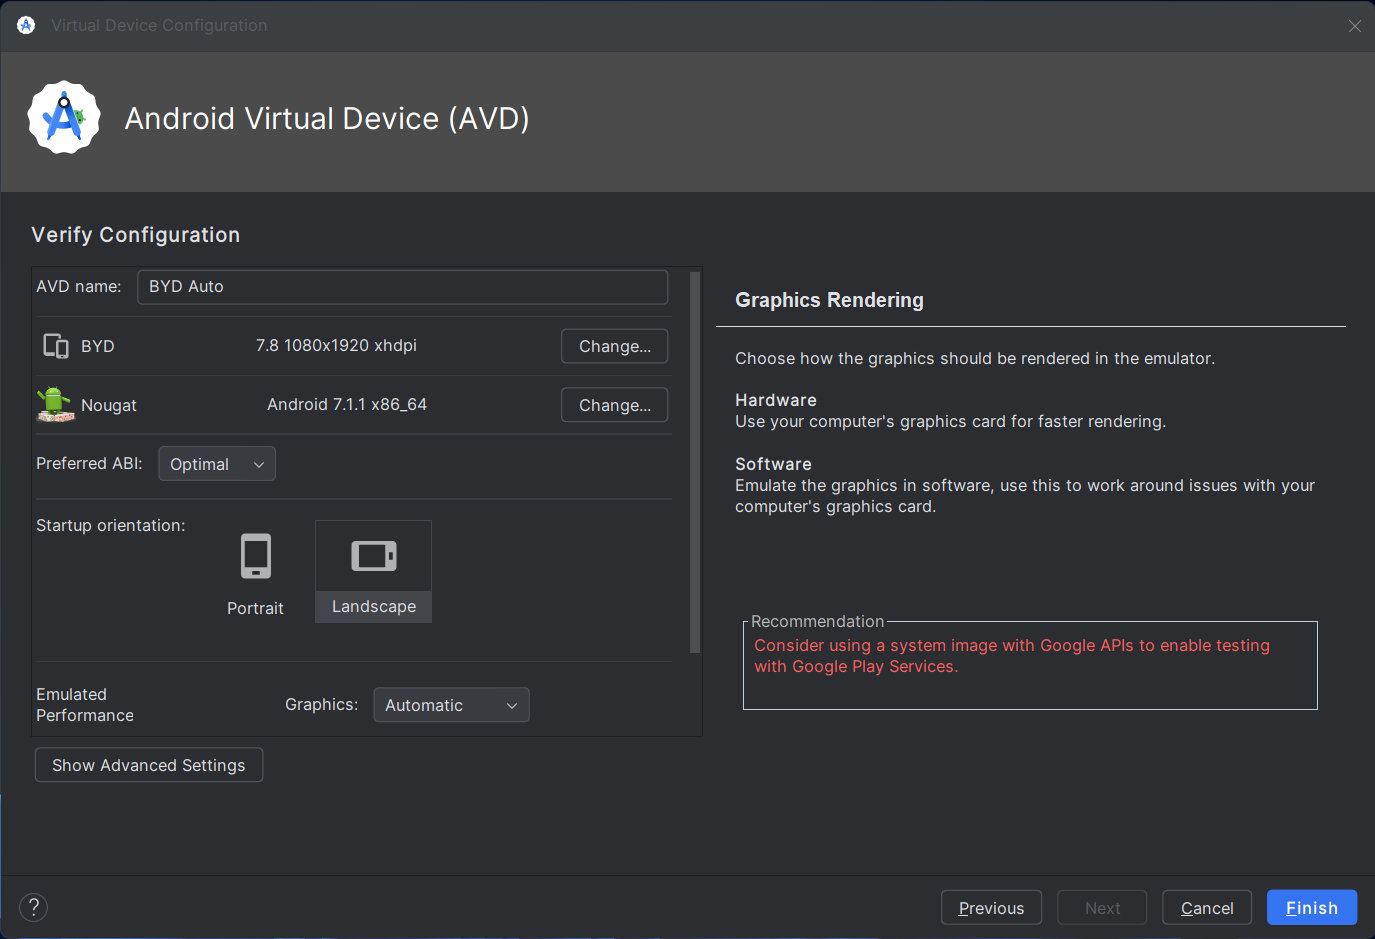 Virtual Device Configuration
Android Virtual Device (AVD)
Verify Configuration
AVD name: BYD Auto
BYD 7.8 1080x1920 xhdpi Change...
Nougat Android 7.1.1 x86_64 Change...
Preferred ABI: Optimal
Startup orientation:
Portrait Landscape
Emulated
Performance
Graphics: Automatic
Show Advanced Settings
Graphics Rendering
Choose how the graphics should be rendered in the emulator.
Hardware
Use your computer's graphics card for faster rendering.
Software
Emulate the graphics in software, use this to work around issues with your
computer's graphics card.
Recommendation
Consider using a system image with Google APIs to enable testing
with Google Play Services.
?
Previous Next Cancel Finish